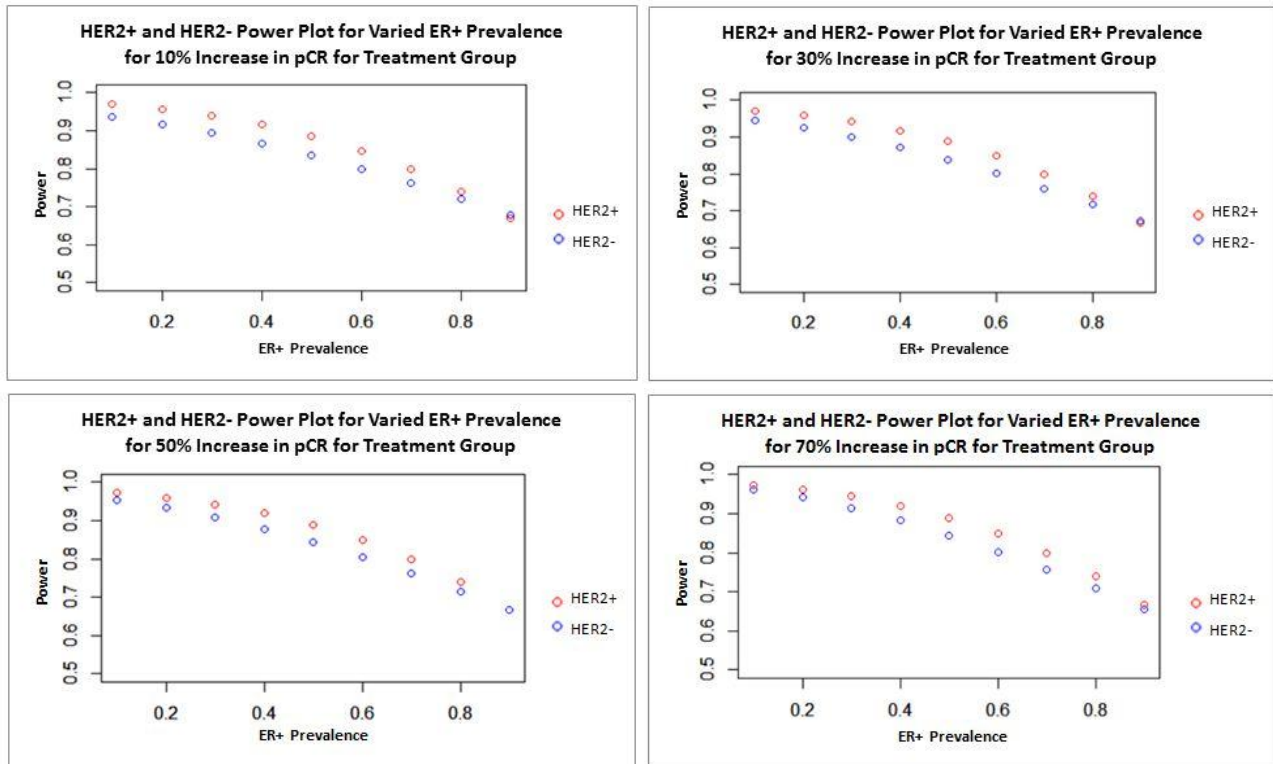 HER2+ and HER2- Power Plot for Varied ER+ Prevalence
for 10% Increase in pCR for Treatment Group
1.0
0.9
0.8
0.7
0.6
0.5
Power
0.2 0.4 0.6 0.8
ER+ Prevalence
HER2+
HER2-
HER2+ and HER2- Power Plot for Varied ER+ Prevalence
for 30% Increase in pCR for Treatment Group
1.0
0.9
0.8
0.7
0.6
0.5
Power
0.2 0.4 0.6 0.8
ER+ Prevalence
HER2+
HER2-
HER2+ and HER2- Power Plot for Varied ER+ Prevalence
for 50% Increase in pCR for Treatment Group
1.0
0.9
0.8
0.7
0.6
0.5
Power
0.2 0.4 0.6 0.8
ER+ Prevalence
HER2+
HER2-
HER2+ and HER2- Power Plot for Varied ER+ Prevalence
for 70% Increase in pCR for Treatment Group
1.0
0.9
0.8
0.7
0.6
0.5
Power
0.2 0.4 0.6 0.8
ER+ Prevalence
HER2+
HER2-